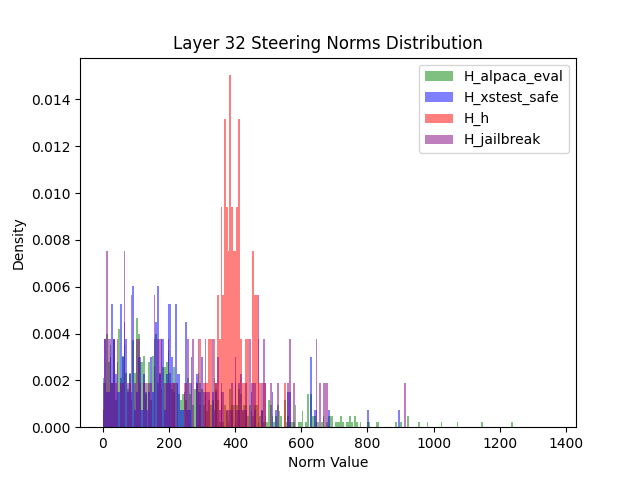 Layer 32 Steering Norms Distribution
H_alpaca_eval
H_xstest_safe
H_h
H_jailbreak
0.014
0.012
0.010
0.008
0.006
0.004
0.002
0.000
Density
0 200 400 600 800 1000 1200 1400
Norm Value